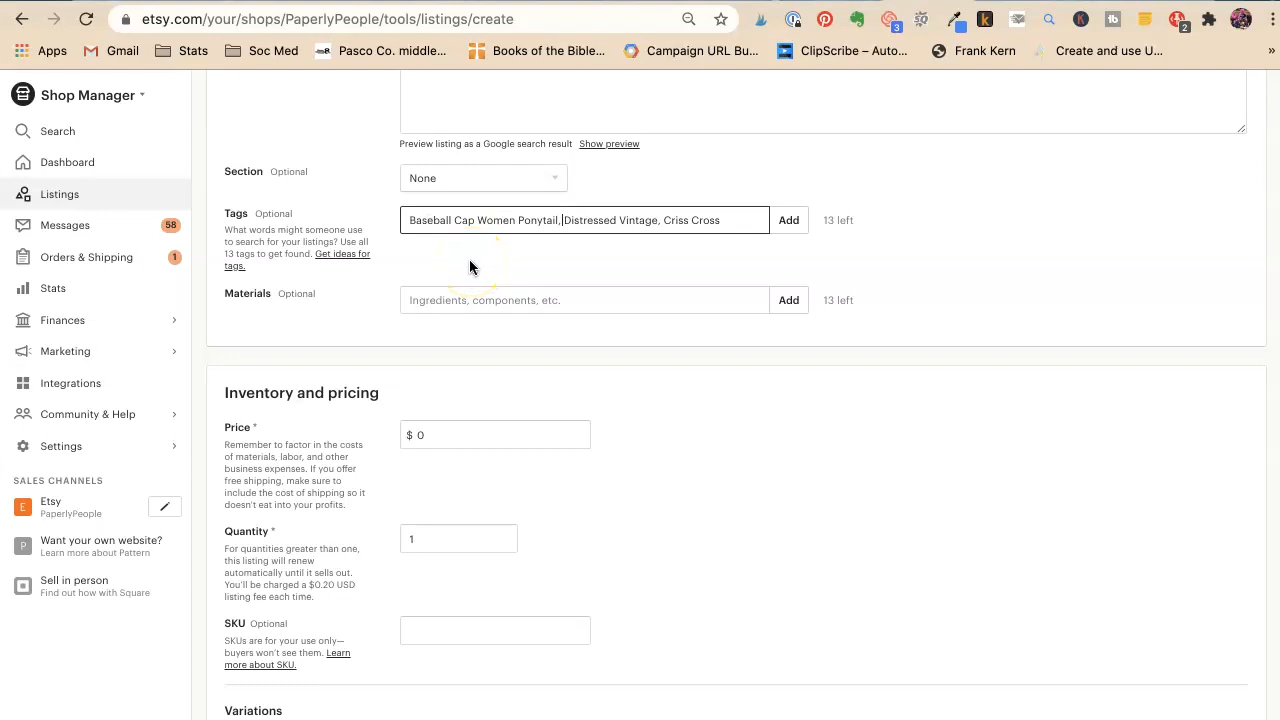 etsy.com/your/shops/PaperlyPeople/tools/listings/create
3
2
Apps
Gmail
Stats
Soc Med
Pasco Co. middle...
Books of the Bible...
Campaign URL Bu...
ClipScribe – Auto...
Frank Kern
Create and use U...
»
Shop Manager
Search
Dashboard
Listings
Messages 58
Orders & Shipping 1
Stats
Finances
Marketing
Integrations
Community & Help
Settings
SALES CHANNELS
E
Etsy
PaperlyPeople
P
Want your own website?
Learn more about Pattern
Sell in person
Find out how with Square
Preview listing as a Google search result Show preview
Section Optional
None
Tags Optional
What words might someone use
to search for your listings? Use all
13 tags to get found. Get ideas for
tags.
Baseball Cap Women Ponytail,Distressed Vintage, Criss Cross
Add
13 left
Materials Optional
Ingredients, components, etc.
Add
13 left
Inventory and pricing
Price *
Remember to factor in the costs
of materials, labor, and other
business expenses. If you offer
free shipping, make sure to
include the cost of shipping so it
doesn't eat into your profits.
$ 0
Quantity *
For quantities greater than one,
this listing will renew
automatically until it sells out.
You'll be charged a $0.20 USD
listing fee each time.
1
SKU Optional
SKUs are for your use only—
buyers won't see them. Learn
more about SKU.
Variations